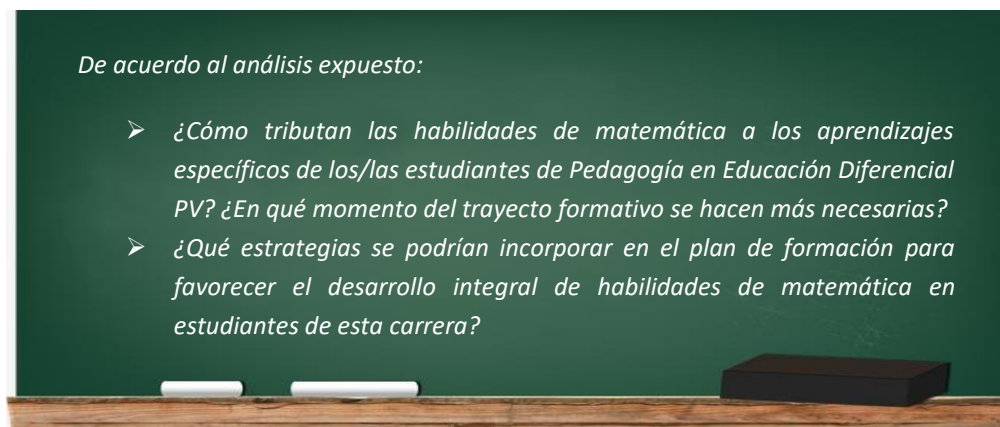 De acuerdo al análisis expuesto:
➢ ¿Cómo tributan las habilidades de matemática a los aprendizajes
específicos de los/las estudiantes de Pedagogía en Educación Diferencial
PV? ¿En qué momento del trayecto formativo se hacen más necesarias?
➢ ¿Qué estrategias se podrían incorporar en el plan de formación para
favorecer el desarrollo integral de habilidades de matemática en
estudiantes de esta carrera?